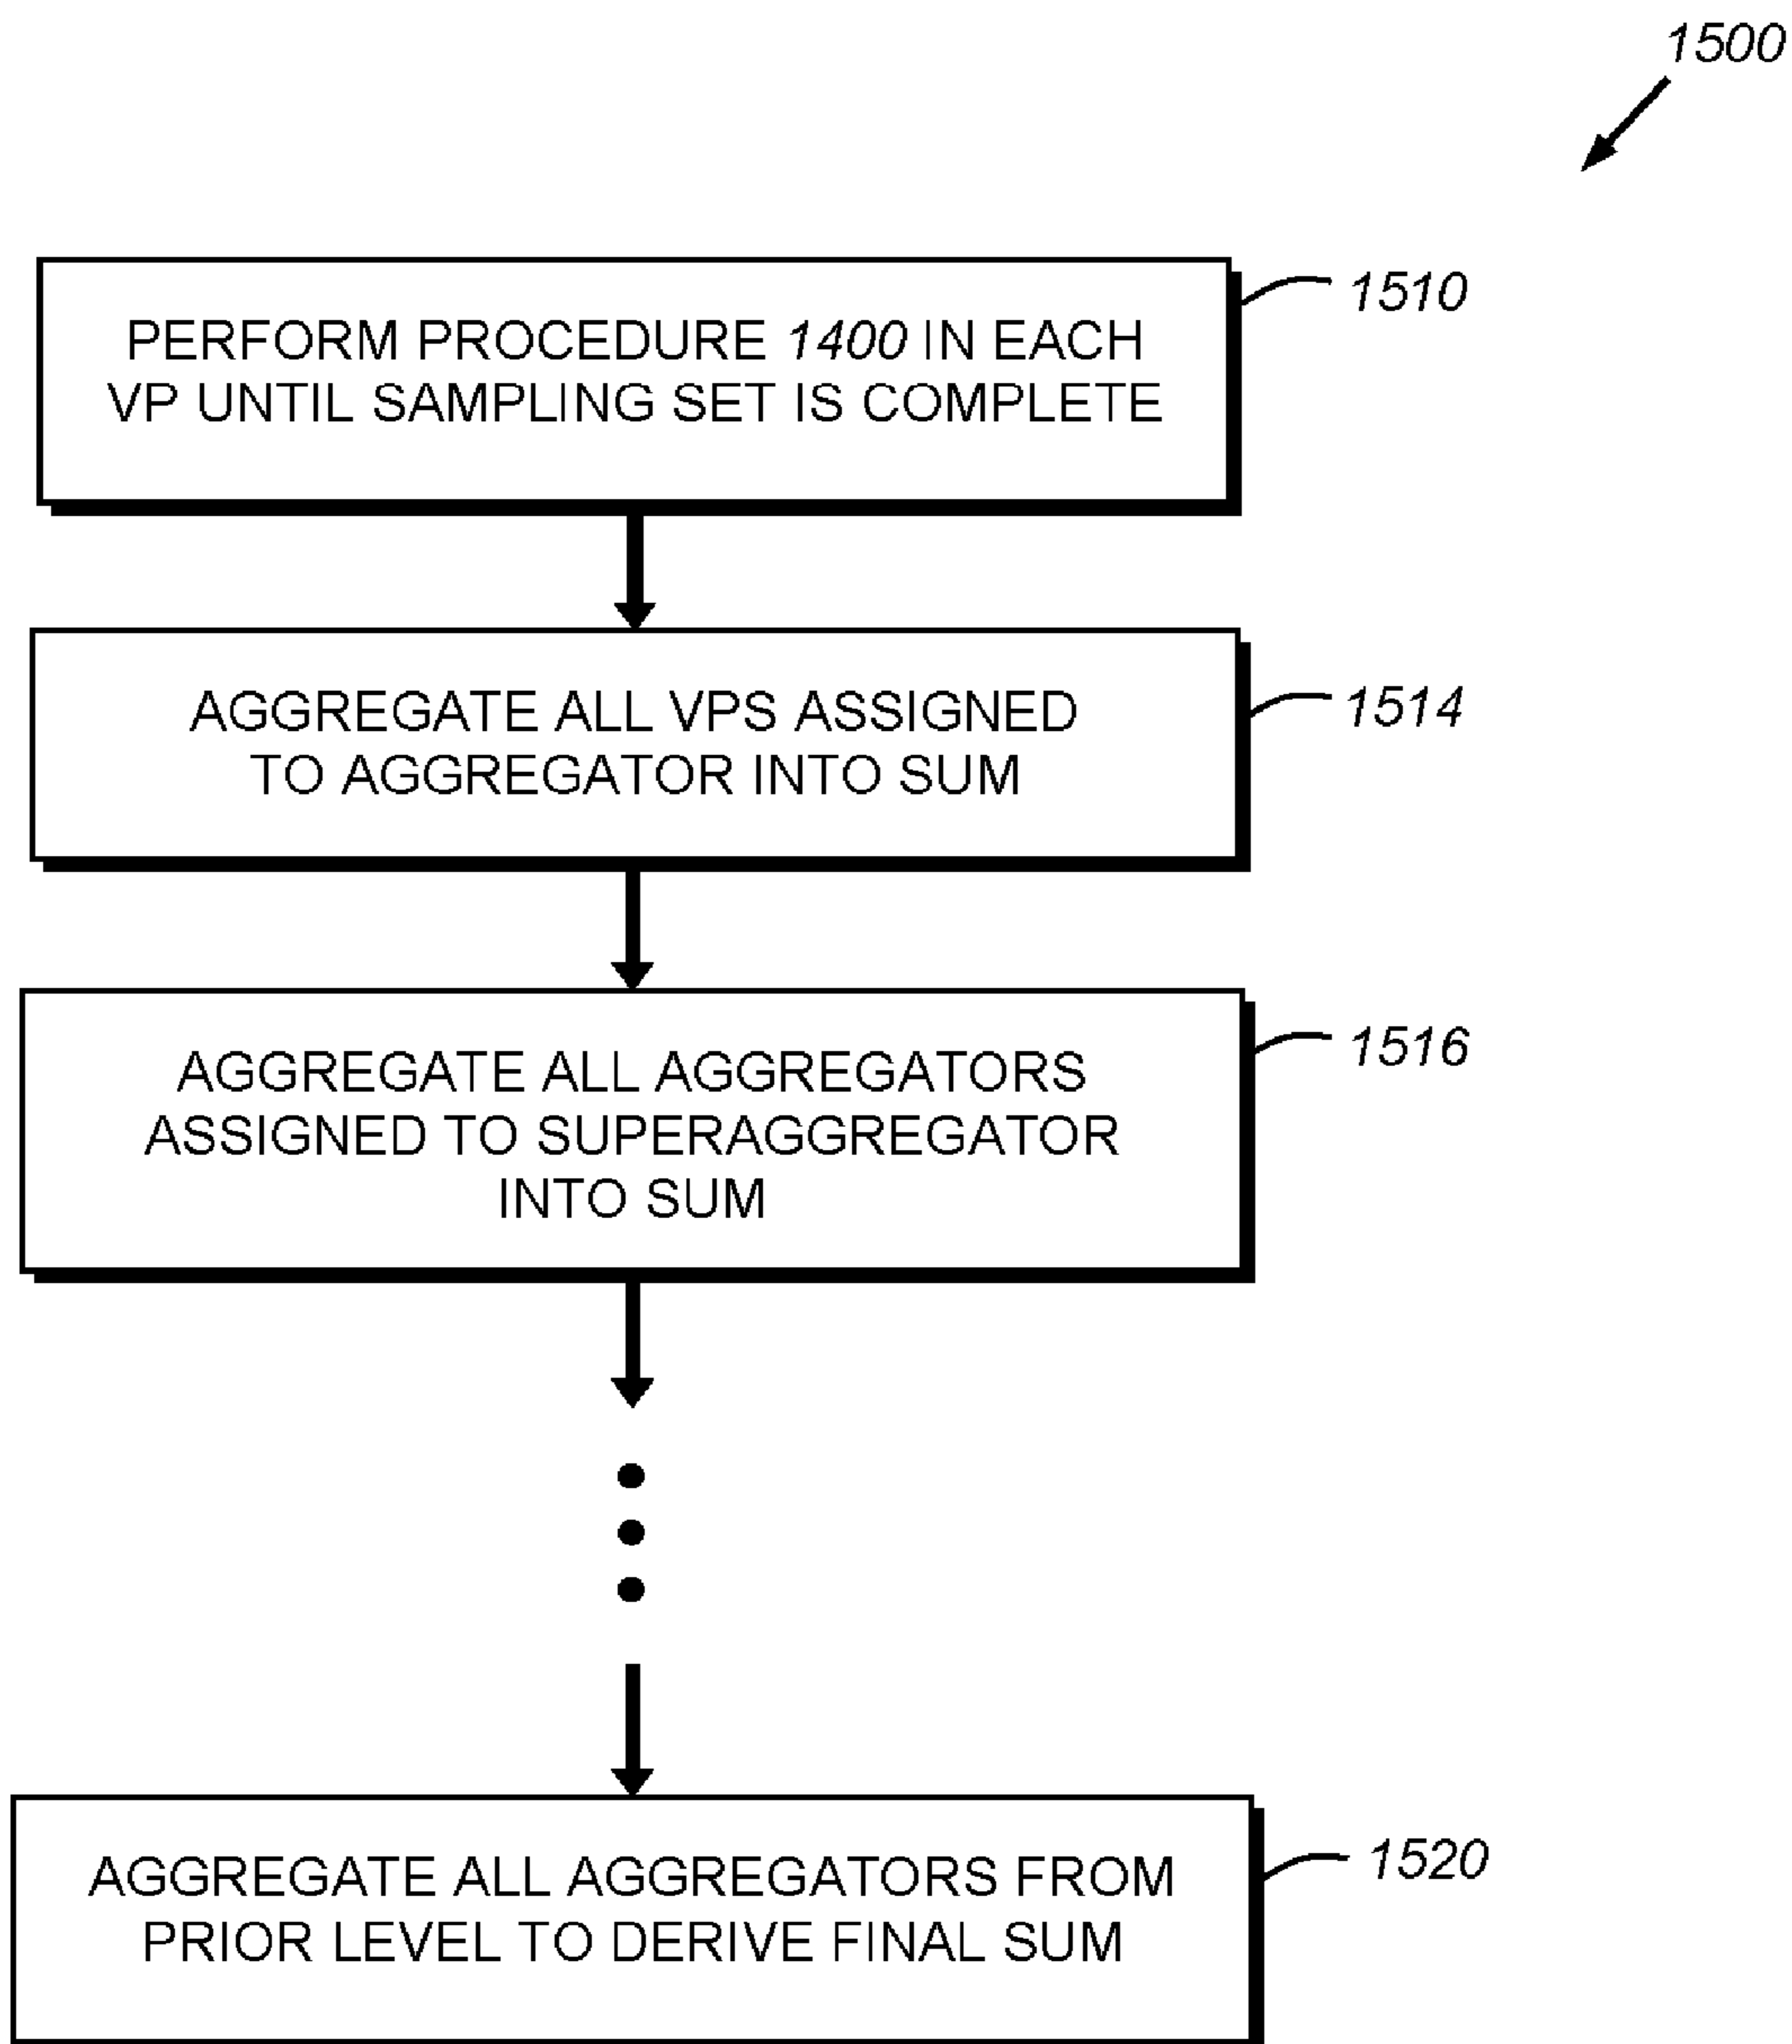 1500
PERFORM PROCEDURE 1400 IN EACH
VP UNTIL SAMPLING SET IS COMPLETE
1510
AGGREGATE ALL VPS ASSIGNED
TO AGGREGATOR INTO SUM
1514
AGGREGATE ALL AGGREGATORS
ASSIGNED TO SUPERAGGREGATOR
INTO SUM
1516
AGGREGATE ALL AGGREGATORS FROM
PRIOR LEVEL TO DERIVE FINAL SUM
1520